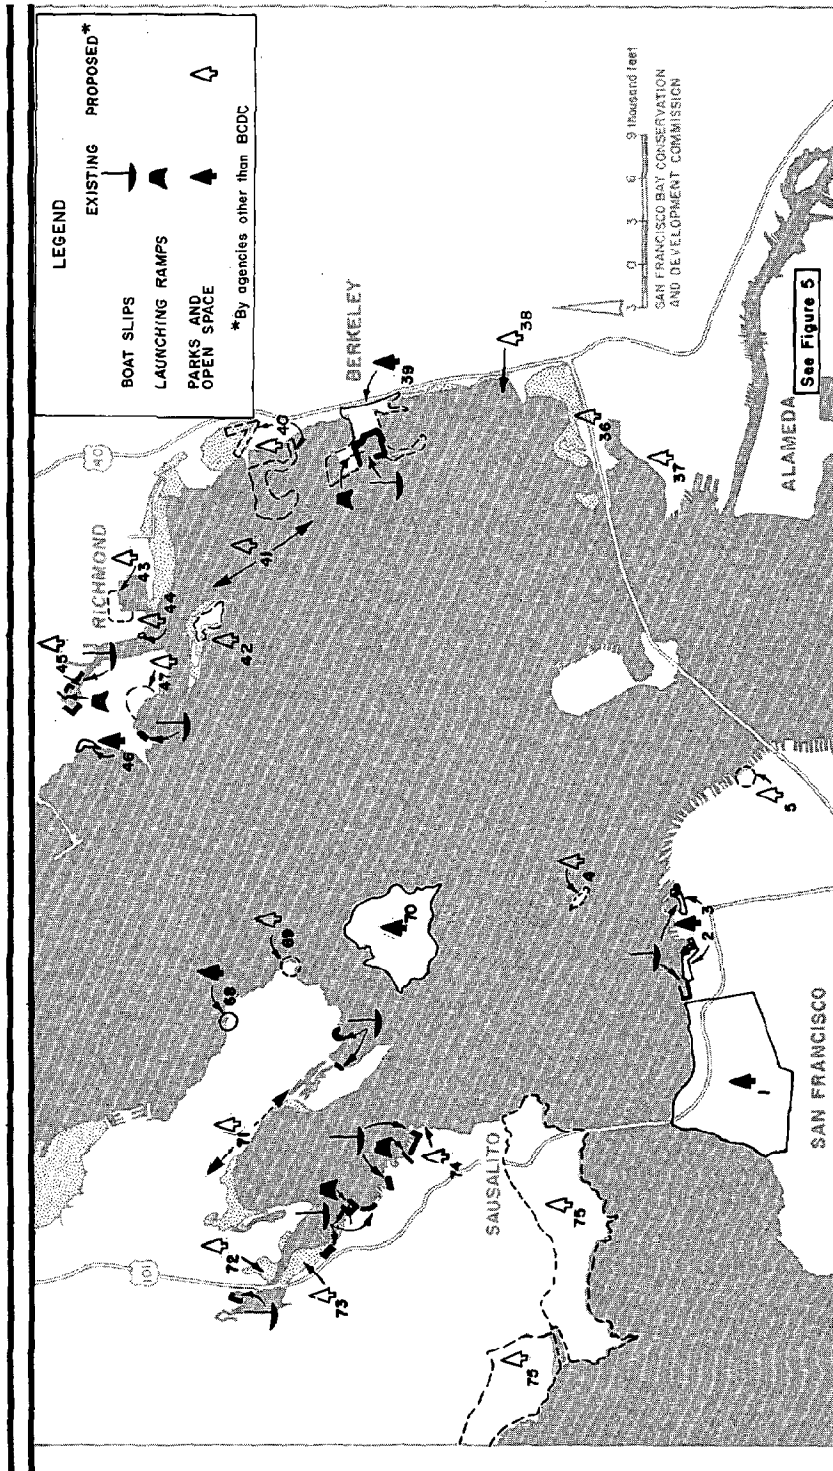 LEGEND
EXISTING PROPOSED*
BOAT SLIPS
LAUNCHING RAMPS
PARKS AND
OPEN SPACE
*By agencies other than BCDC
40
RICHMOND
BERKELEY
101
SAUSALITO
SAN FRANCISCO
ALAMEDA
See Figure 5
3 0 3 6 9 thousand feet
SAN FRANCISCO BAY CONSERVATION
AND DEVELOPMENT COMMISSION
1
2
3
4
5
36
37
38
39
40
41
42
43
44
45
46
47
68
69
70
71
72
73
74
75
75